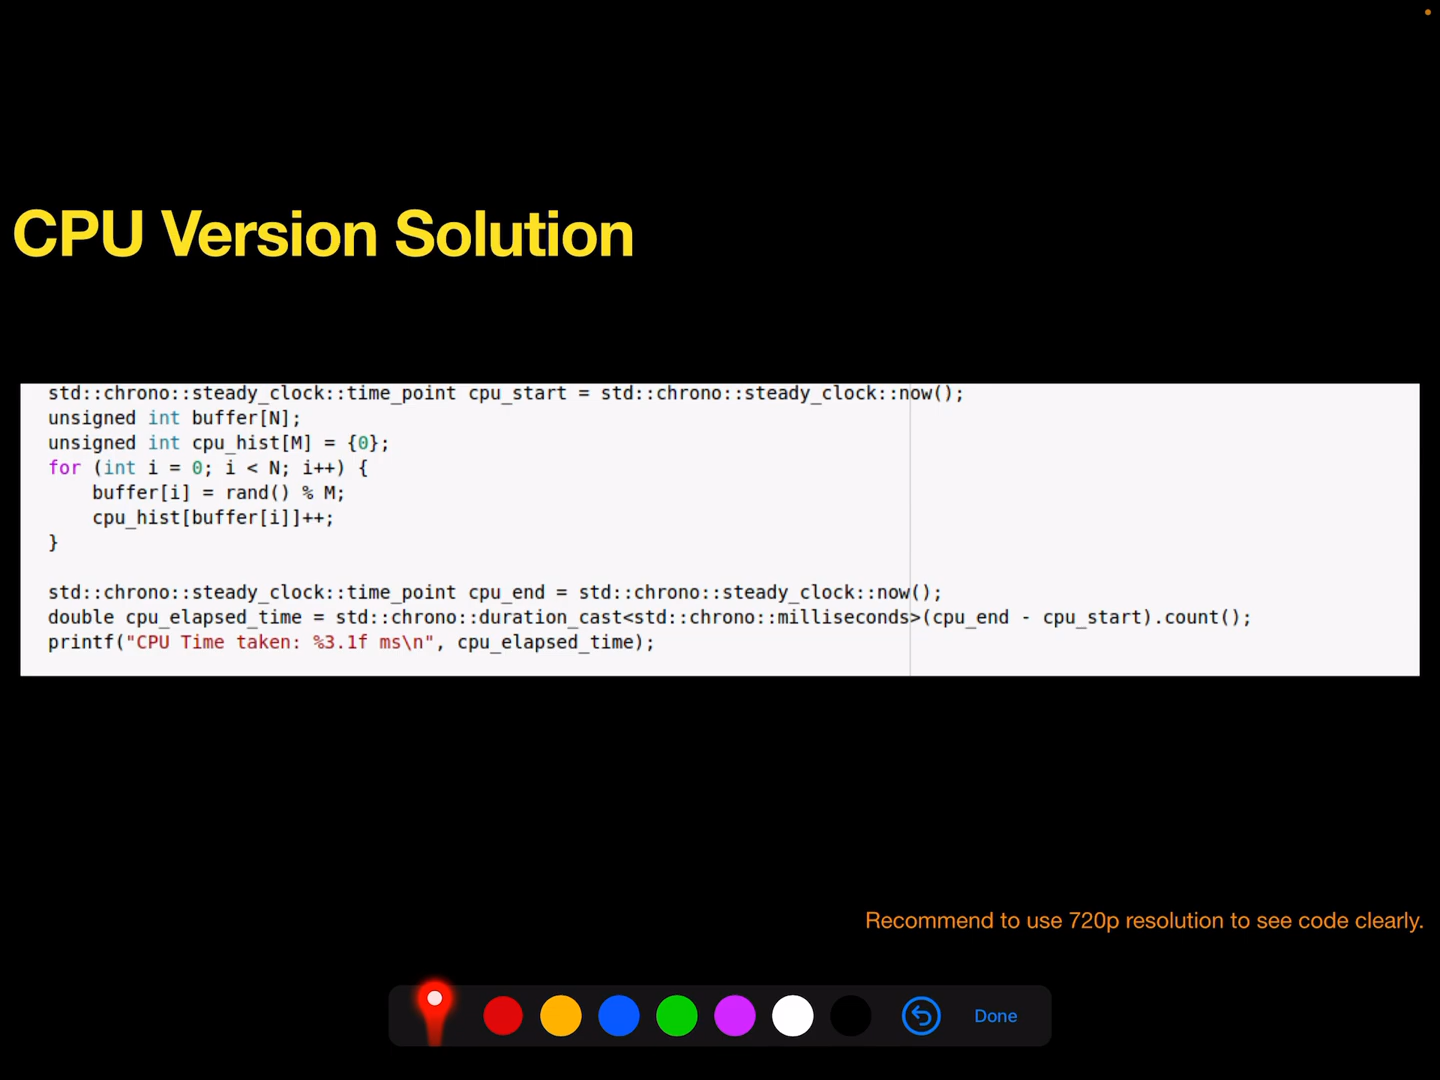 CPU Version Solution
std::chrono::steady_clock::time_point cpu_start = std::chrono::steady_clock::now();
unsigned int buffer[N];
unsigned int cpu_hist[M] = {0};
for (int i = 0; i < N; i++) {
    buffer[i] = rand() % M;
    cpu_hist[buffer[i]]++;
}
std::chrono::steady_clock::time_point cpu_end = std::chrono::steady_clock::now();
double cpu_elapsed_time = std::chrono::duration_cast<std::chrono::milliseconds>(cpu_end - cpu_start).count();
printf("CPU Time taken: %3.1f ms\n", cpu_elapsed_time);
Recommend to use 720p resolution to see code clearly.
Done